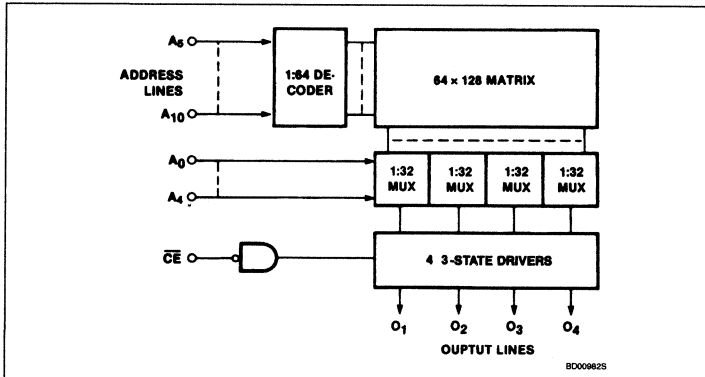 A5
ADDRESS
LINES
A10
1:64 DE-
CODER
64 × 128 MATRIX
A0
A4
1:32
MUX
1:32
MUX
1:32
MUX
1:32
MUX
CE
4 3-STATE DRIVERS
O1 O2 O3 O4
OUPTUT LINES
BD00982S